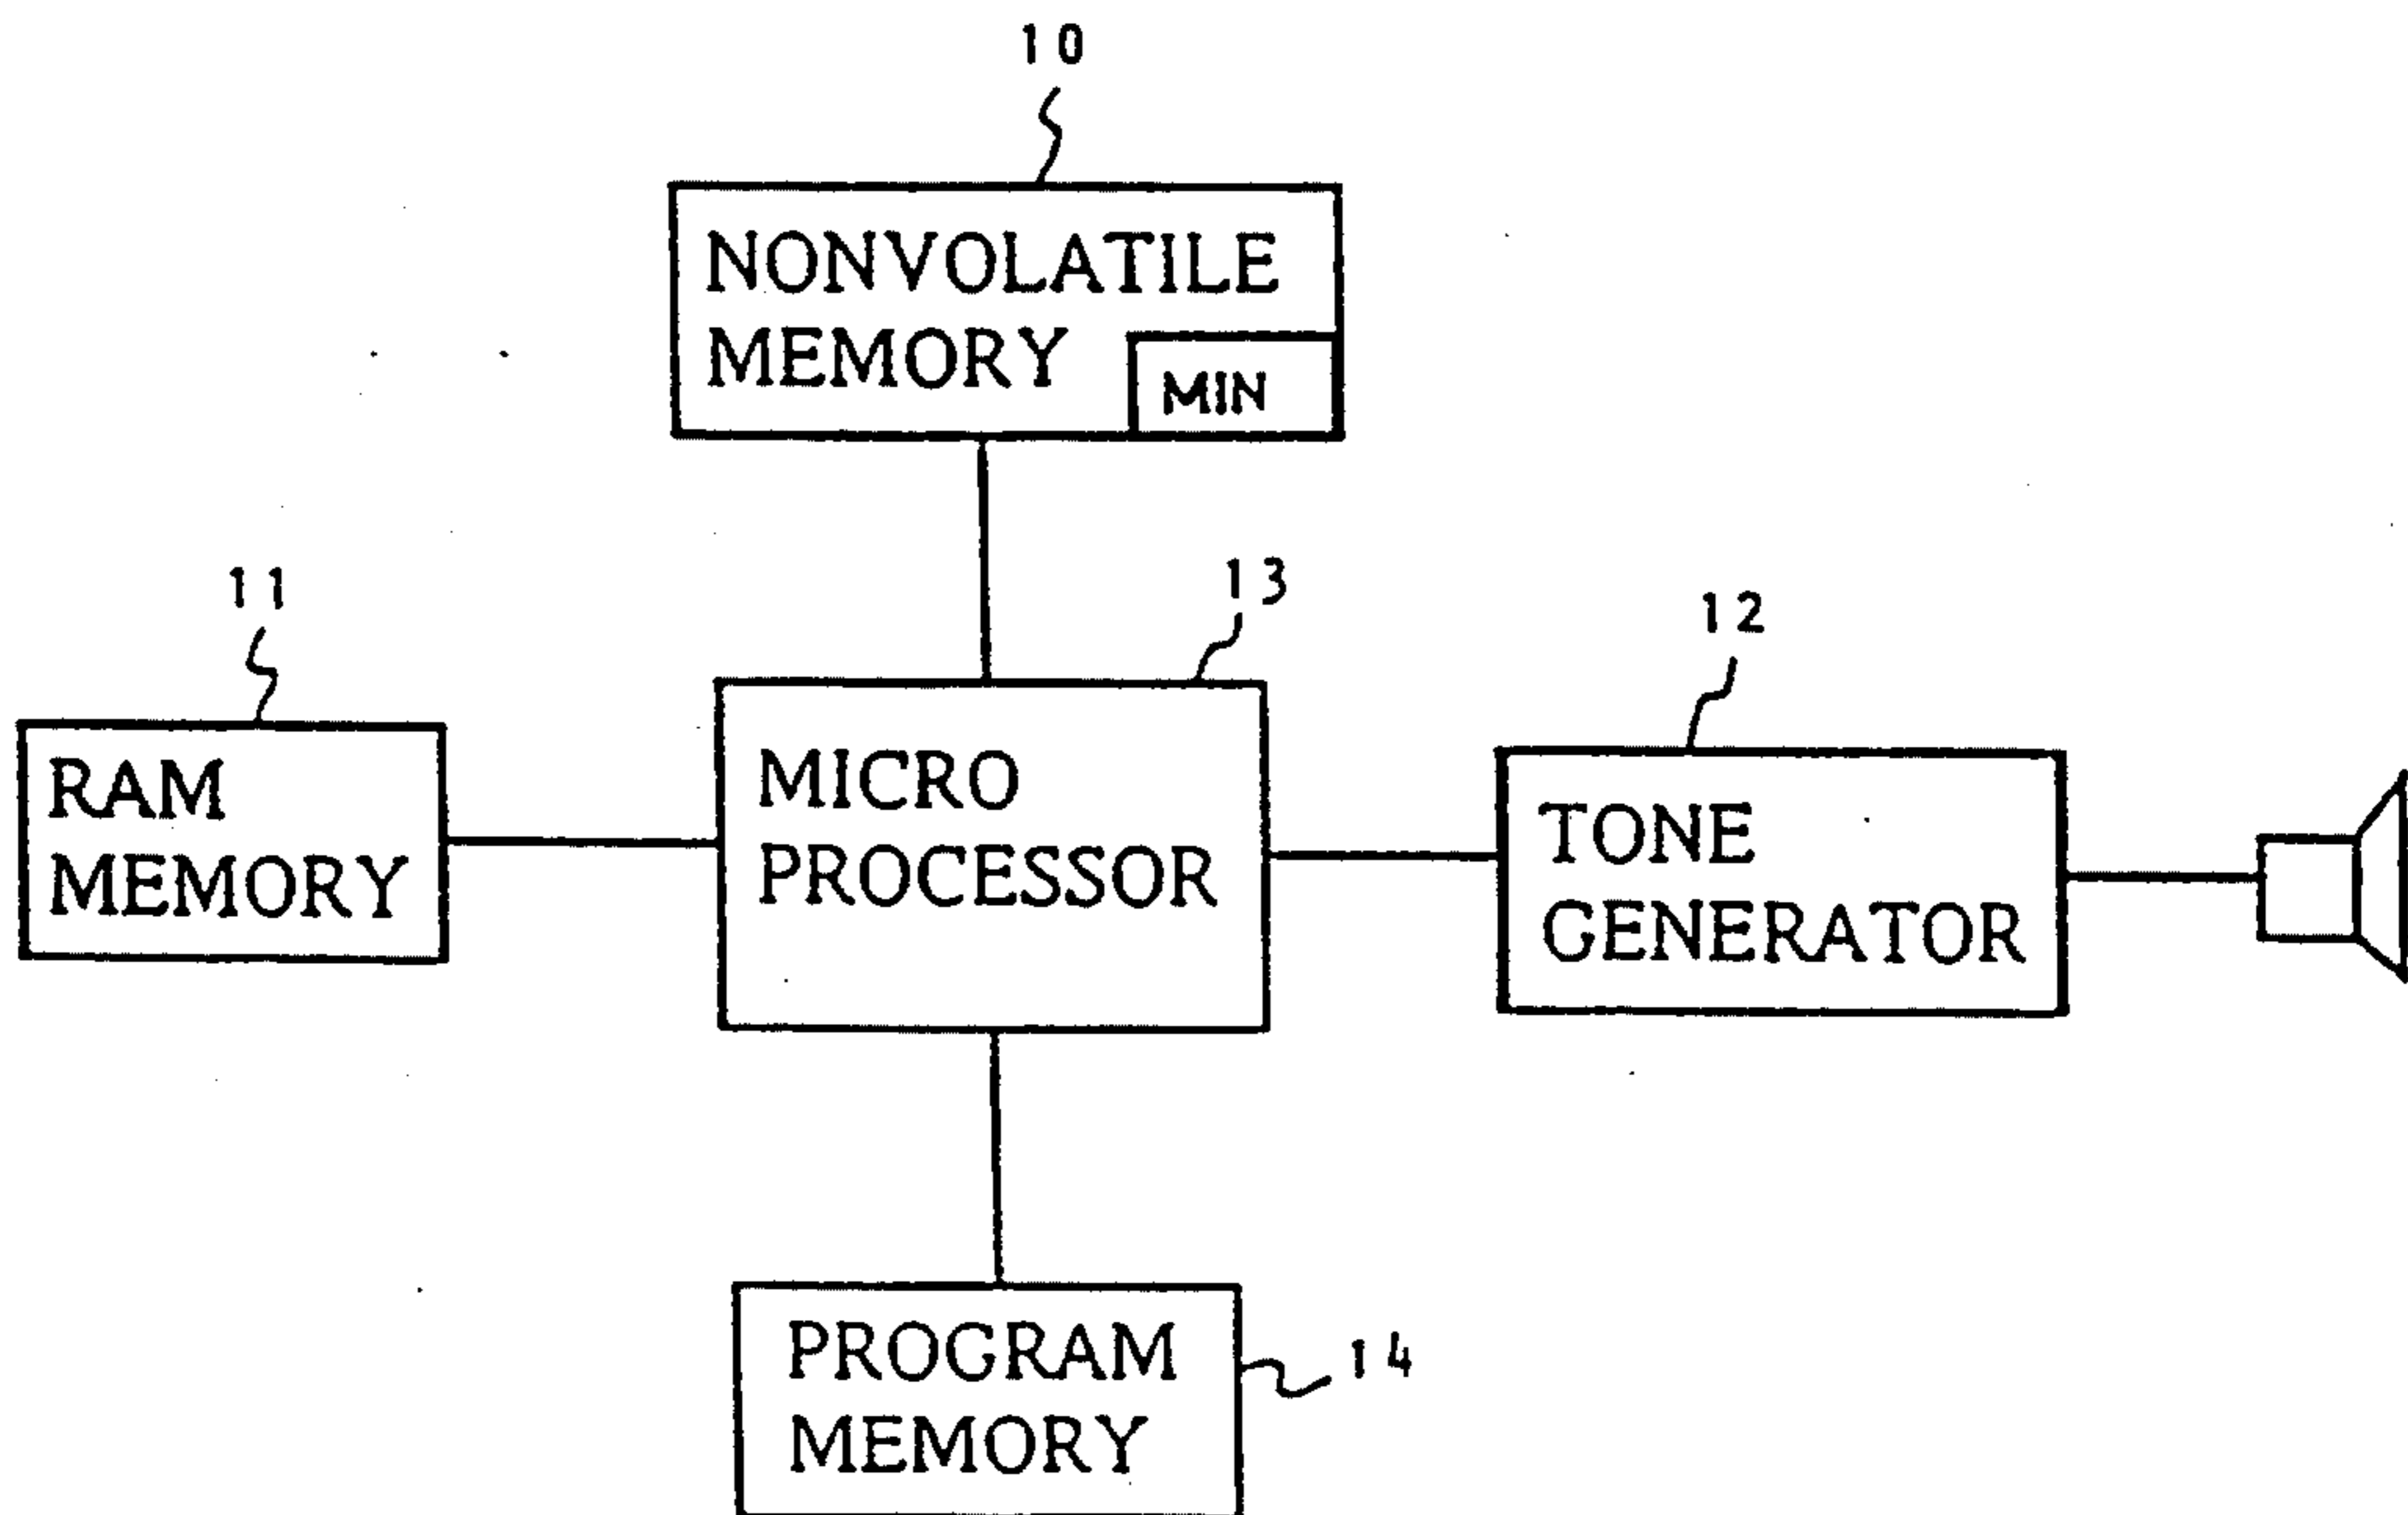 10
NONVOLATILE
MEMORY
MIN
11
13
12
RAM
MEMORY
MICRO
PROCESSOR
TONE
GENERATOR
PROGRAM
MEMORY
14